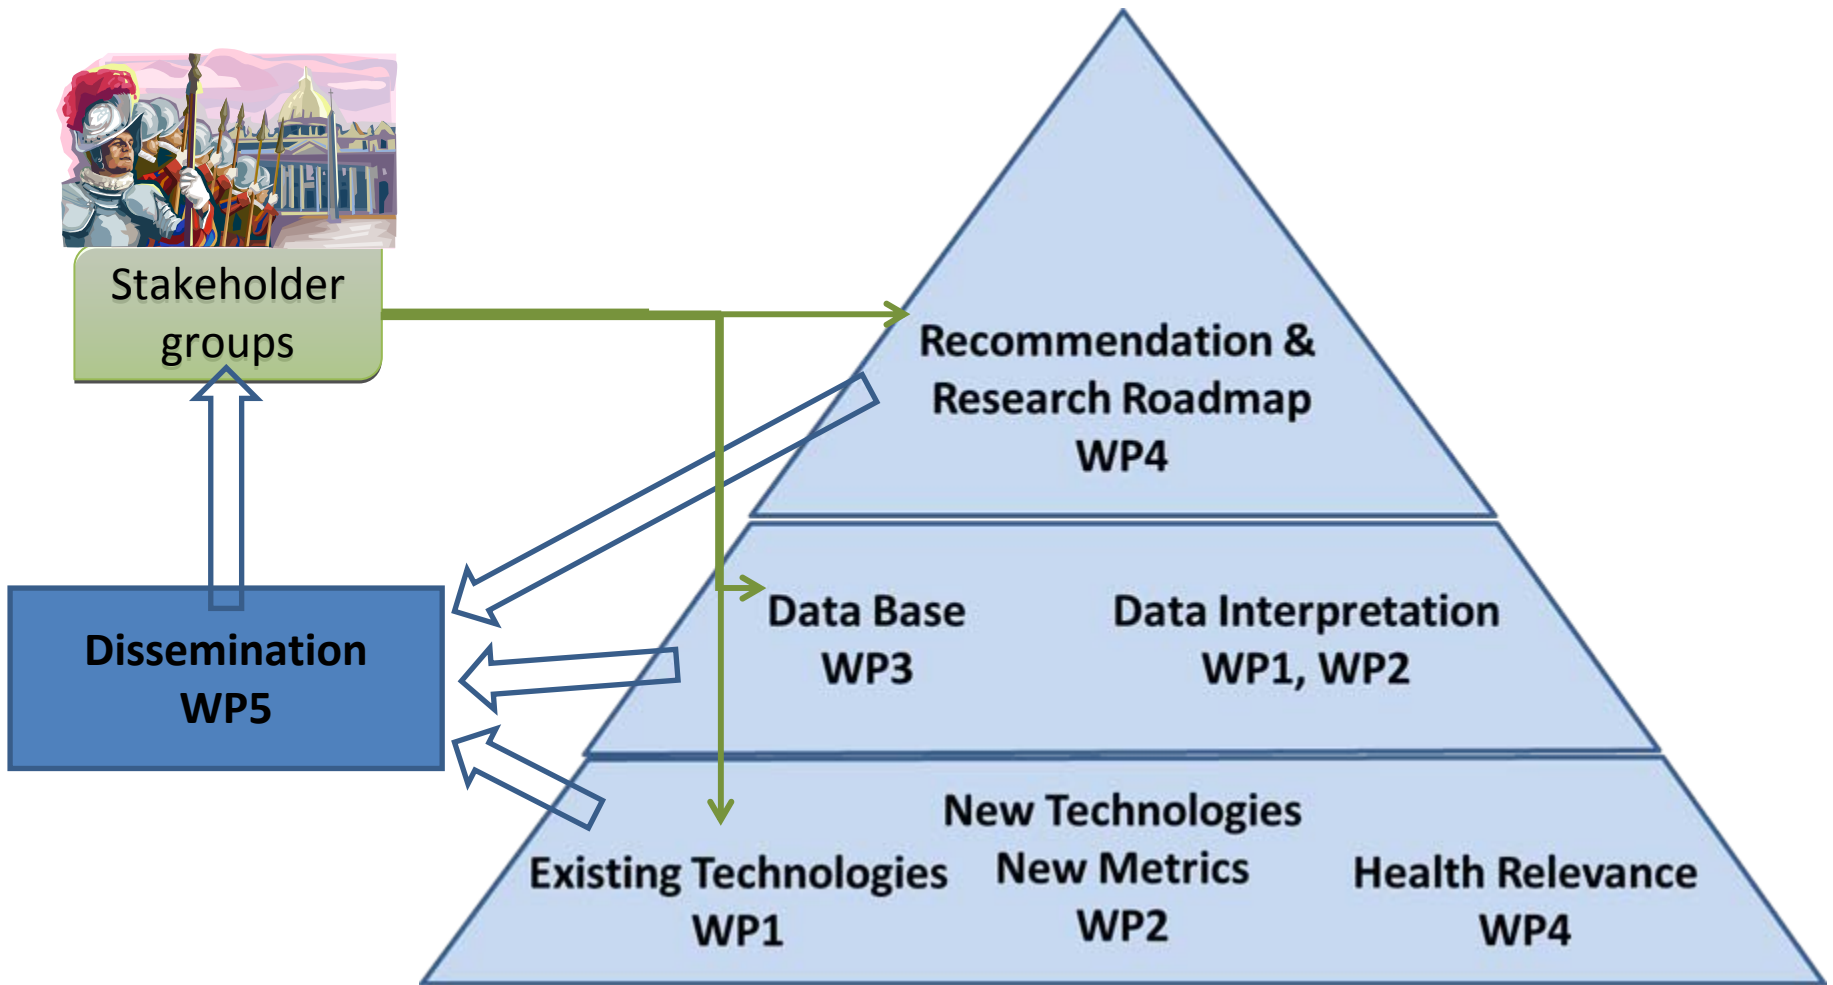 Stakeholder
groups
Recommendation &
Research Roadmap
WP4
Dissemination
WP5
Data Base
WP3
Data Interpretation
WP1, WP2
Existing Technologies
WP1
New Technologies
New Metrics
WP2
Health Relevance
WP4